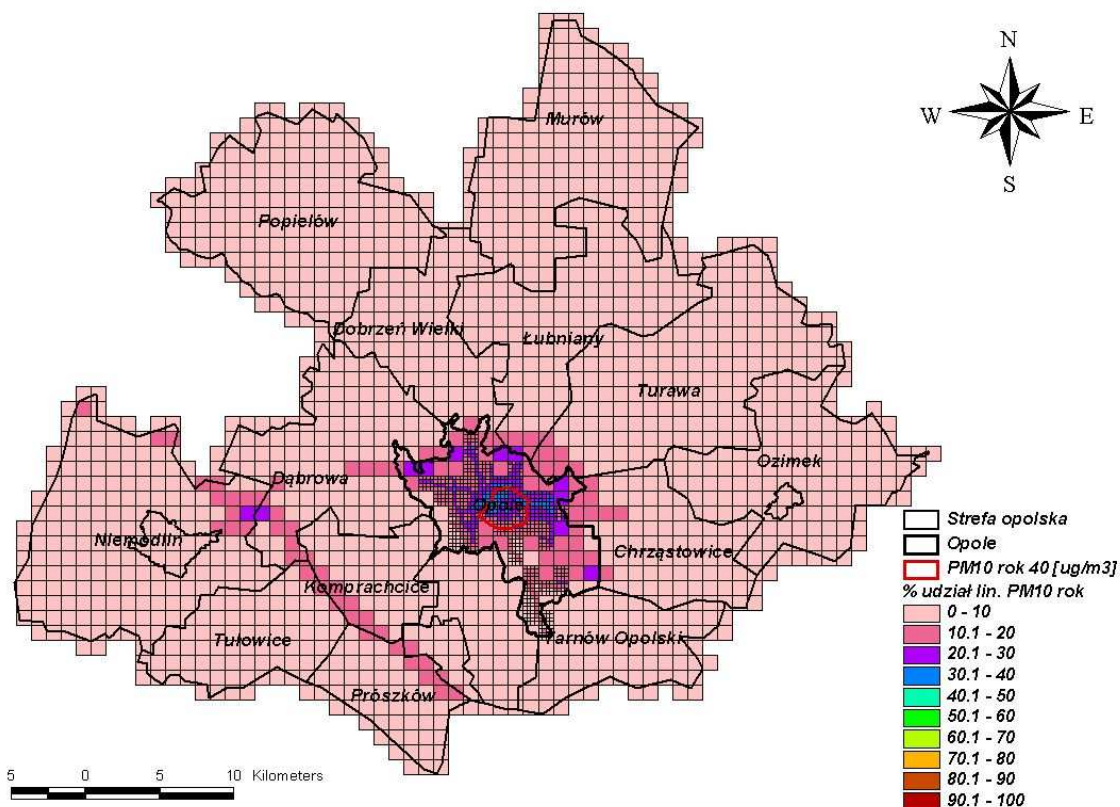 N
W E
S
Murów
Popielów
Dobrzeń Wielki
Łubniany
Turawa
Ozimek
Dąbrowa
Opole
Niemodlin
Chrząstowice
Komprachcice
Tułowice
Tarnów Opolski
Prószków
Strefa opolska
Opole
PM10 rok 40 [ug/m3]
% udział lin. PM10 rok
0 - 10
10.1 - 20
20.1 - 30
30.1 - 40
40.1 - 50
50.1 - 60
60.1 - 70
70.1 - 80
80.1 - 90
90.1 - 100
5 0 5 10 Kilometers